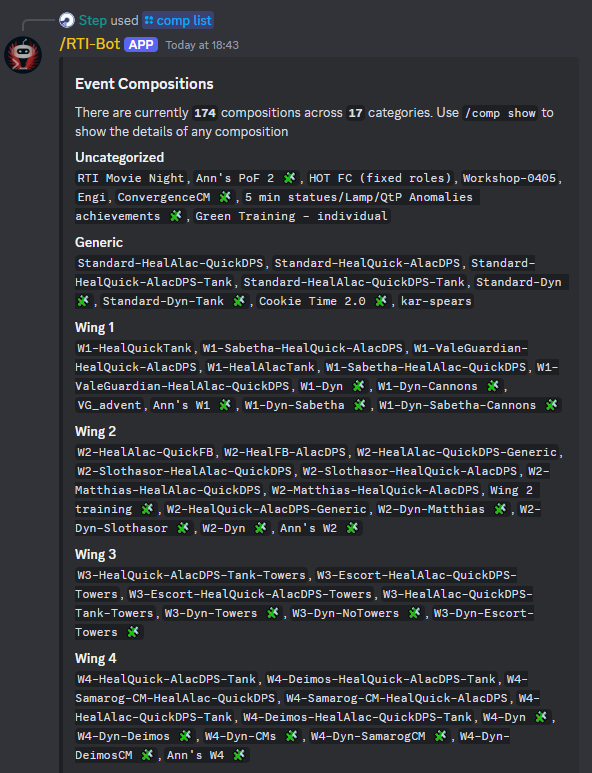 Step used comp list
/RTI-Bot APP Today at 18:43
Event Compositions
There are currently 174 compositions across 17 categories. Use /comp show to
show the details of any composition
Uncategorized
RTI Movie Night, Ann's PoF 2 🧩, HOT FC (fixed roles), Workshop-0405,
Engi, ConvergenceCM 🧩, 5 min statues/Lamp/QtP Anomalies
achievements 🧩, Green Training - individual
Generic
Standard-HealAlac-QuickDPS, Standard-HealQuick-AlacDPS, Standard-
HealQuick-AlacDPS-Tank, Standard-HealAlac-QuickDPS-Tank, Standard-Dyn
🧩, Standard-Dyn-Tank 🧩, Cookie Time 2.0 🧩, kar-spears
Wing 1
W1-HealQuickTank, W1-Sabetha-HealQuick-AlacDPS, W1-ValeGuardian-
HealQuick-AlacDPS, W1-HealAlacTank, W1-Sabetha-HealAlac-QuickDPS, W1-
ValeGuardian-HealAlac-QuickDPS, W1-Dyn 🧩, W1-Dyn-Cannons 🧩,
VG_advent, Ann's W1 🧩, W1-Dyn-Sabetha 🧩, W1-Dyn-Sabetha-Cannons 🧩
Wing 2
W2-HealAlac-QuickFB, W2-HealFB-AlacDPS, W2-HealAlac-QuickDPS-Generic,
W2-Slothasor-HealAlac-QuickDPS, W2-Slothasor-HealQuick-AlacDPS, W2-
Matthias-HealAlac-QuickDPS, W2-Matthias-HealQuick-AlacDPS, Wing 2
training 🧩, W2-HealQuick-AlacDPS-Generic, W2-Dyn-Matthias 🧩, W2-
Dyn-Slothasor 🧩, W2-Dyn 🧩, Ann's W2 🧩
Wing 3
W3-HealQuick-AlacDPS-Tank-Towers, W3-Escort-HealAlac-QuickDPS-
Towers, W3-Escort-HealQuick-AlacDPS-Towers, W3-HealAlac-QuickDPS-
Tank-Towers, W3-Dyn-Towers 🧩, W3-Dyn-NoTowers 🧩, W3-Dyn-Escort-
Towers 🧩
Wing 4
W4-HealQuick-AlacDPS-Tank, W4-Deimos-HealQuick-AlacDPS-Tank, W4-
Samarog-CM-HealAlac-QuickDPS, W4-Samarog-CM-HealQuick-AlacDPS, W4-
HealAlac-QuickDPS-Tank, W4-Deimos-HealAlac-QuickDPS-Tank, W4-Dyn 🧩,
W4-Dyn-Deimos 🧩, W4-Dyn-CMs 🧩, W4-Dyn-SamarogCM 🧩, W4-Dyn-
DeimosCM 🧩, Ann's W4 🧩